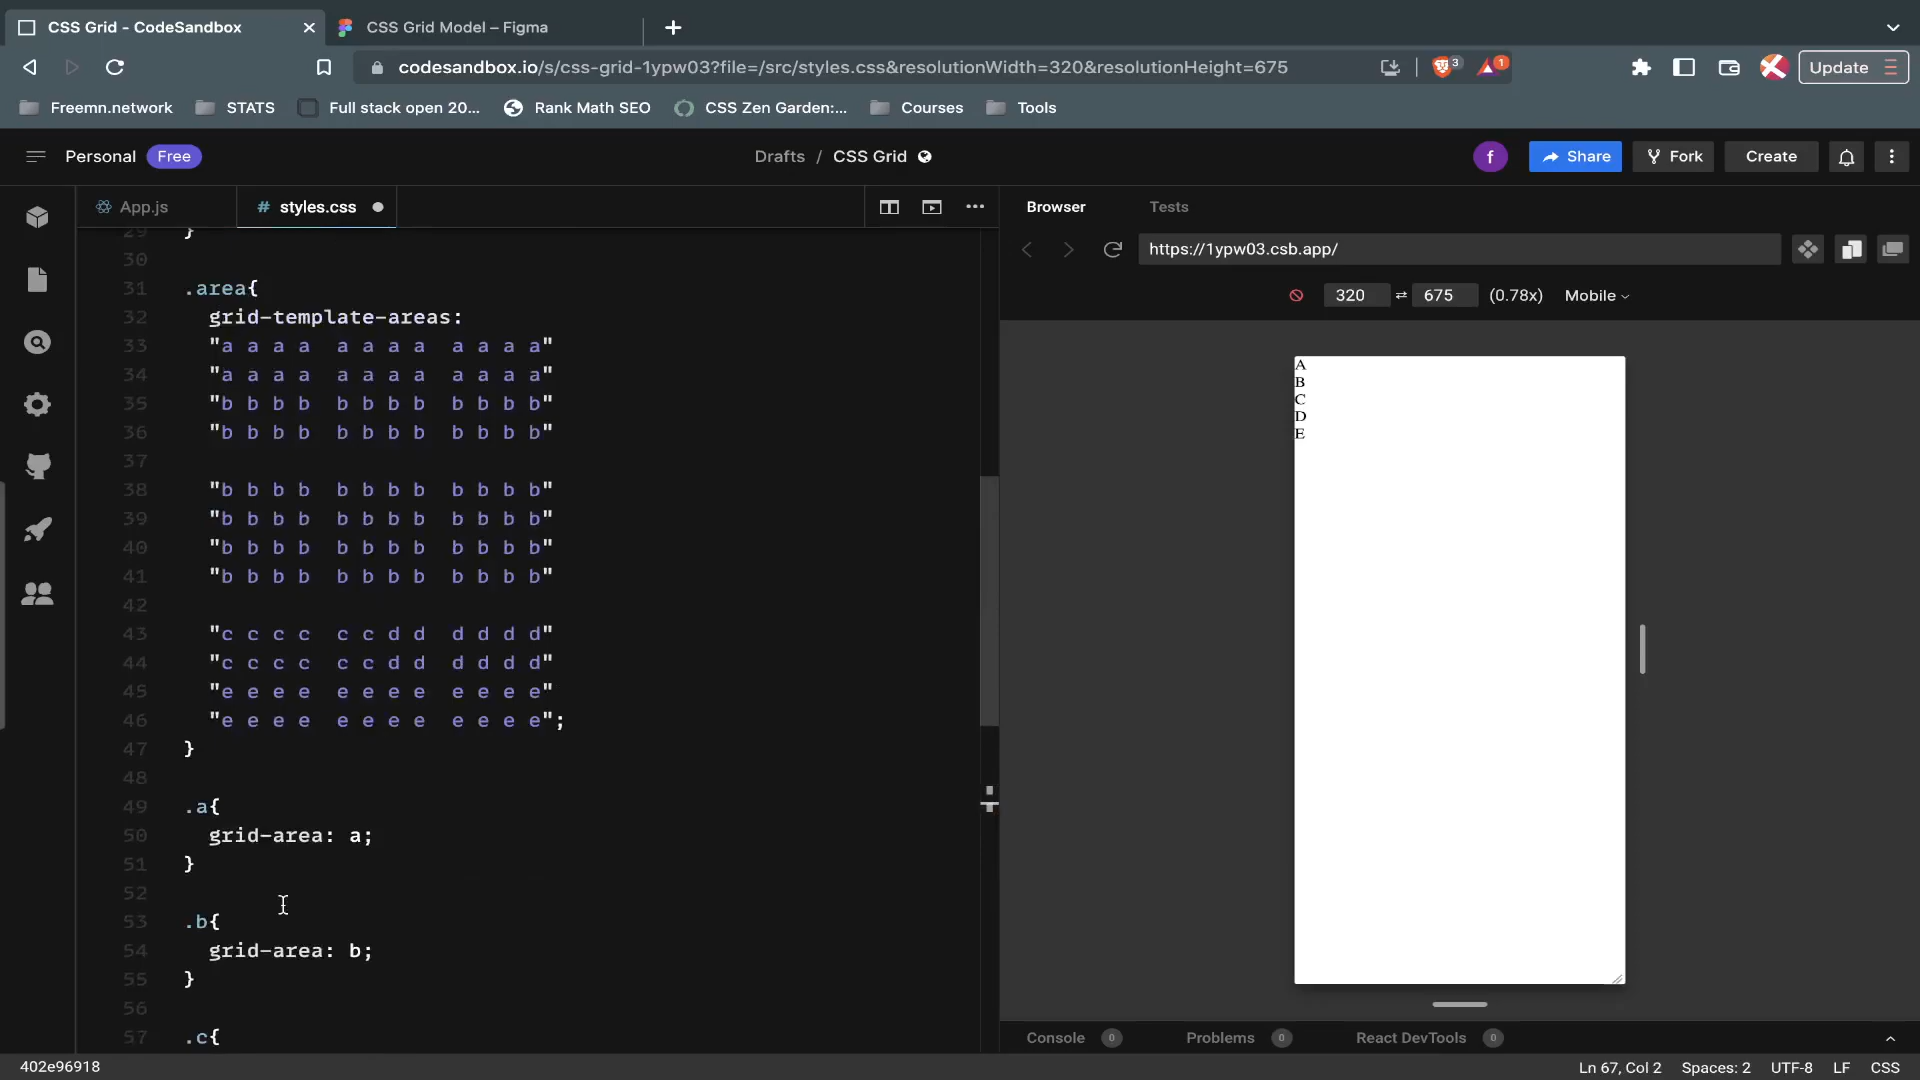 CSS Grid - CodeSandbox
CSS Grid Model – Figma
codesandbox.io/s/css-grid-1ypw03?file=/src/styles.css&resolutionWidth=320&resolutionHeight=675
3
1
Update
Freemn.network
STATS
Full stack open 20...
Rank Math SEO
CSS Zen Garden:...
Courses
Tools
Personal
Free
Drafts / CSS Grid
f
Share
Fork
Create
App.js
# styles.css
Browser
Tests
https://1ypw03.csb.app/
320
675
(0.78x)
Mobile
29 }
30
31 .area{
32 grid-template-areas:
33 "a a a a  a a a a  a a a a"
34 "a a a a  a a a a  a a a a"
35 "b b b b  b b b b  b b b b"
36 "b b b b  b b b b  b b b b"
37
38 "b b b b  b b b b  b b b b"
39 "b b b b  b b b b  b b b b"
40 "b b b b  b b b b  b b b b"
41 "b b b b  b b b b  b b b b"
42
43 "c c c c  c c d d  d d d d"
44 "c c c c  c c d d  d d d d"
45 "e e e e  e e e e  e e e e"
46 "e e e e  e e e e  e e e e";
47 }
48
49 .a{
50 grid-area: a;
51 }
52
53 .b{
54 grid-area: b;
55 }
56
57 .c{
A
B
C
D
E
Console 0
Problems 0
React DevTools 0
402e96918
Ln 67, Col 2
Spaces: 2
UTF-8
LF
CSS